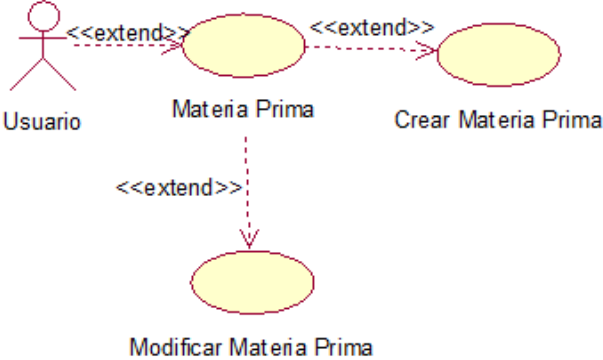 <<extend>>
<<extend>>
Usuario
Materia Prima
Crear Materia Prima
<<extend>>
Modificar Materia Prima